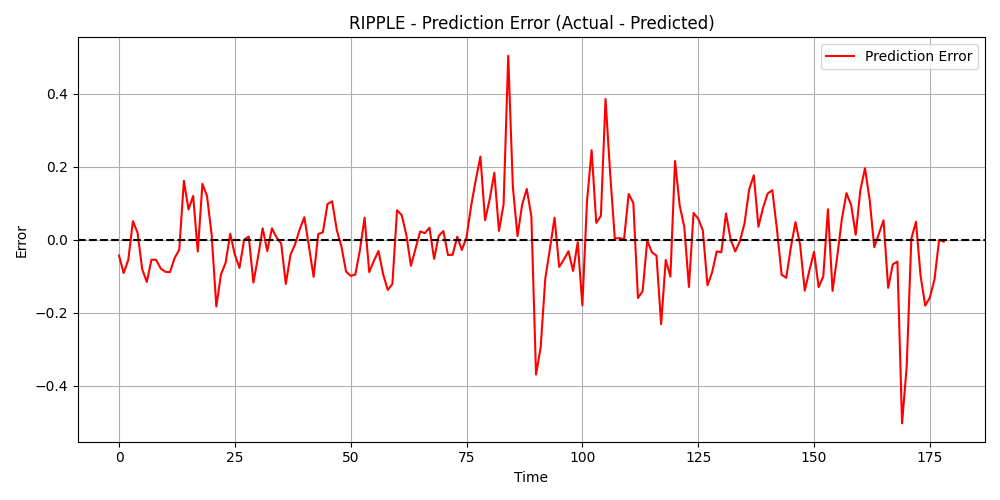 RIPPLE - Prediction Error (Actual - Predicted)
Prediction Error
Error
0.4
0.2
0.0
−0.2
−0.4
0 25 50 75 100 125 150 175
Time